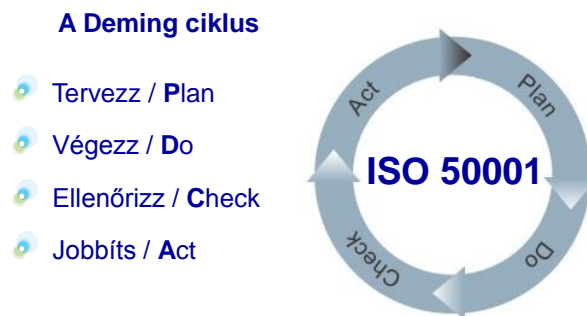 A Deming ciklus
Tervezz / Plan
Végezz / Do
Ellenőrizz / Check
Jobbíts / Act
Act
Plan
ISO 50001
Check
Do